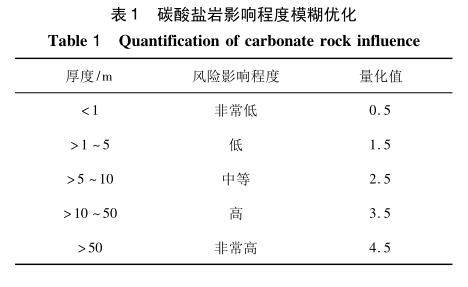 表1 碳酸盐岩影响程度模糊优化
Table 1 Quantification of carbonate rock influence
厚度/m 风险影响程度 量化值
<1 非常低 0.5
>1~5 低 1.5
>5~10 中等 2.5
>10~50 高 3.5
>50 非常高 4.5